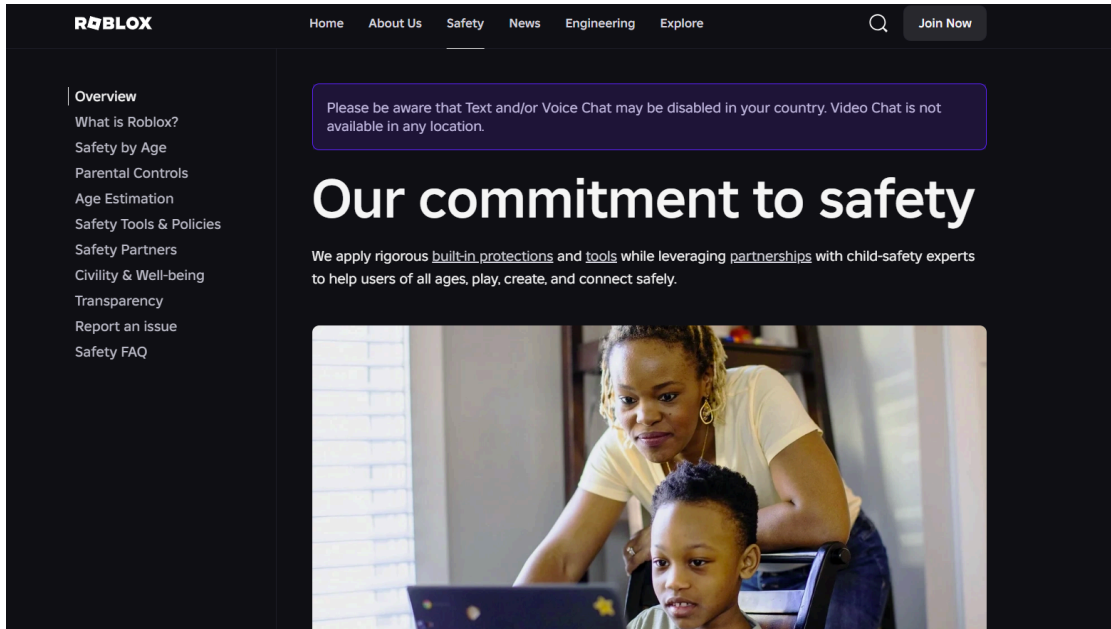 ROBLOX
Home
About Us
Safety
News
Engineering
Explore
Join Now
Overview
What is Roblox?
Safety by Age
Parental Controls
Age Estimation
Safety Tools & Policies
Safety Partners
Civility & Well-being
Transparency
Report an issue
Safety FAQ
Please be aware that Text and/or Voice Chat may be disabled in your country. Video Chat is not
available in any location.
Our commitment to safety
We apply rigorous built-in protections and tools while leveraging partnerships with child-safety experts
to help users of all ages, play, create, and connect safely.